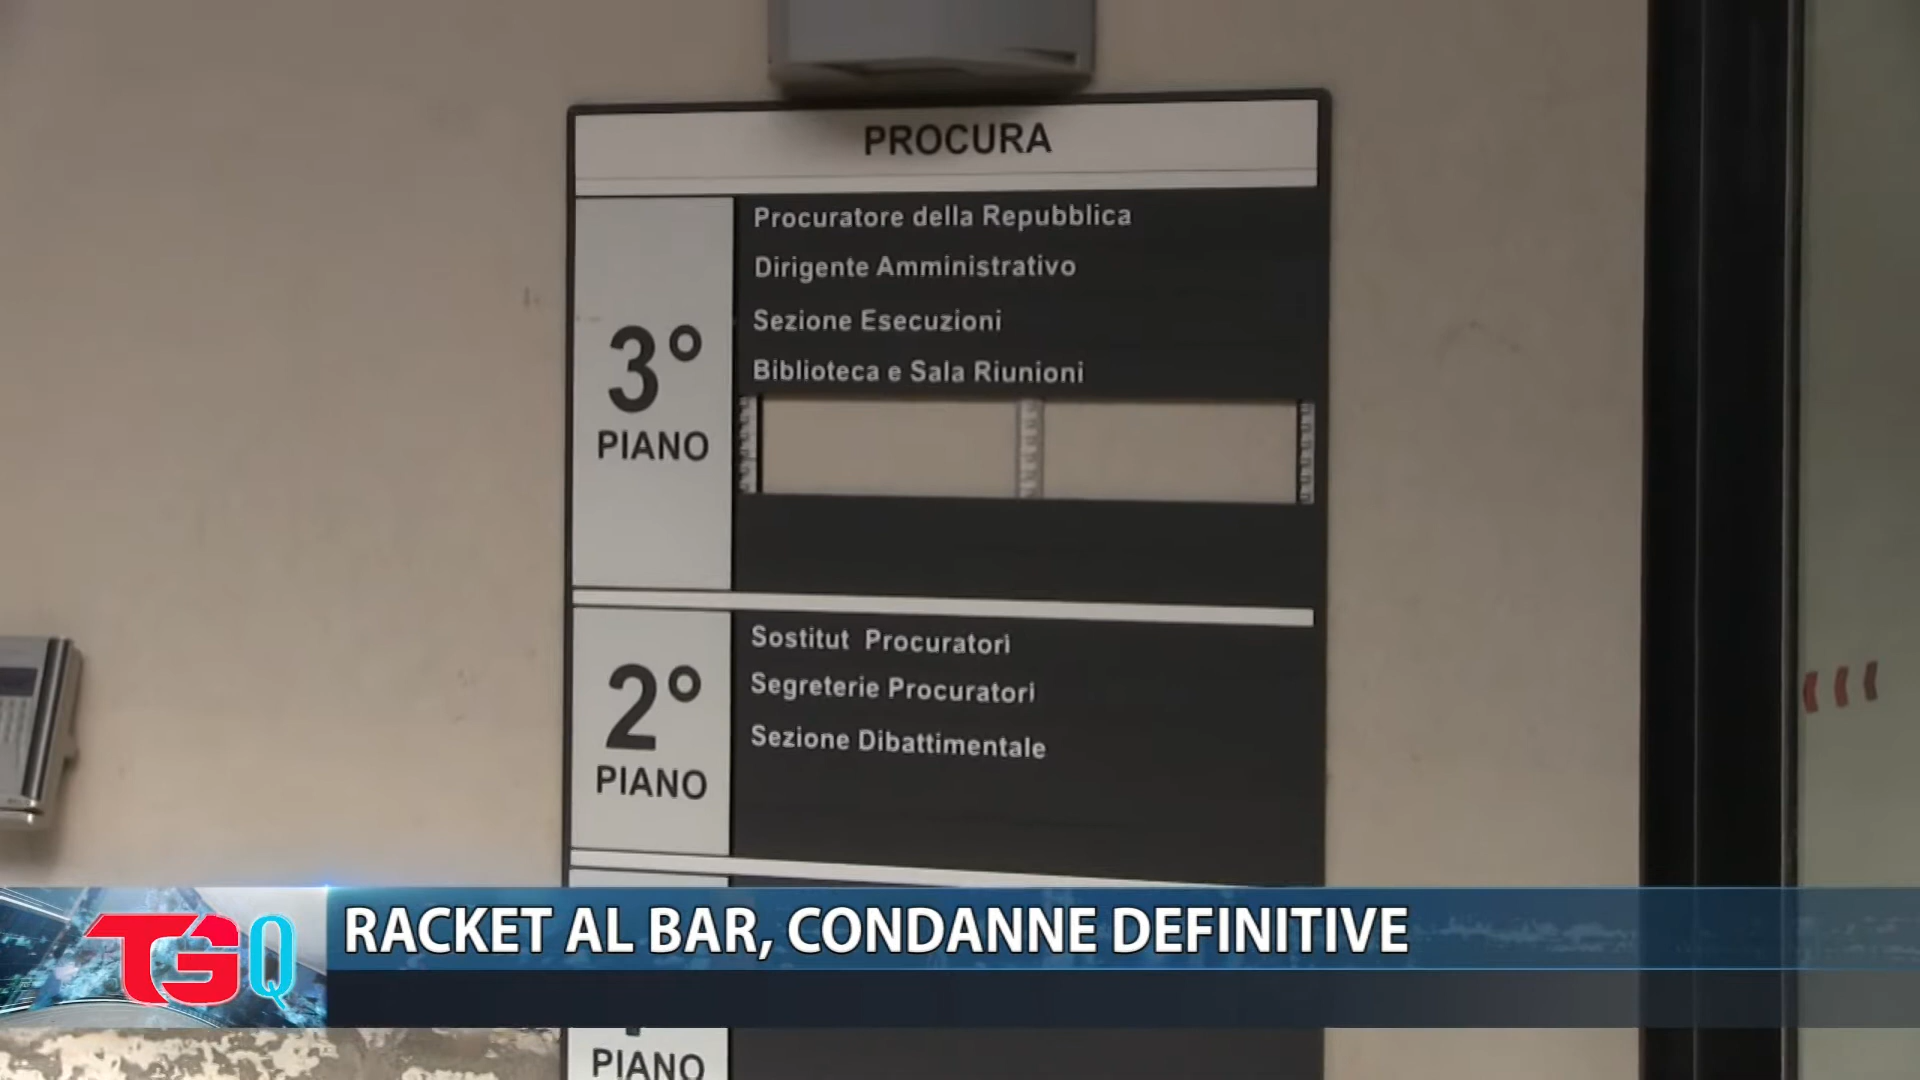 PROCURA
3°
PIANO
Procuratore della Repubblica
Dirigente Amministrativo
Sezione Esecuzioni
Biblioteca e Sala Riunioni
2°
PIANO
Sostitut Procuratori
Segreterie Procuratori
Sezione Dibattimentale
TGQ
RACKET AL BAR, CONDANNE DEFINITIVE
PIANO